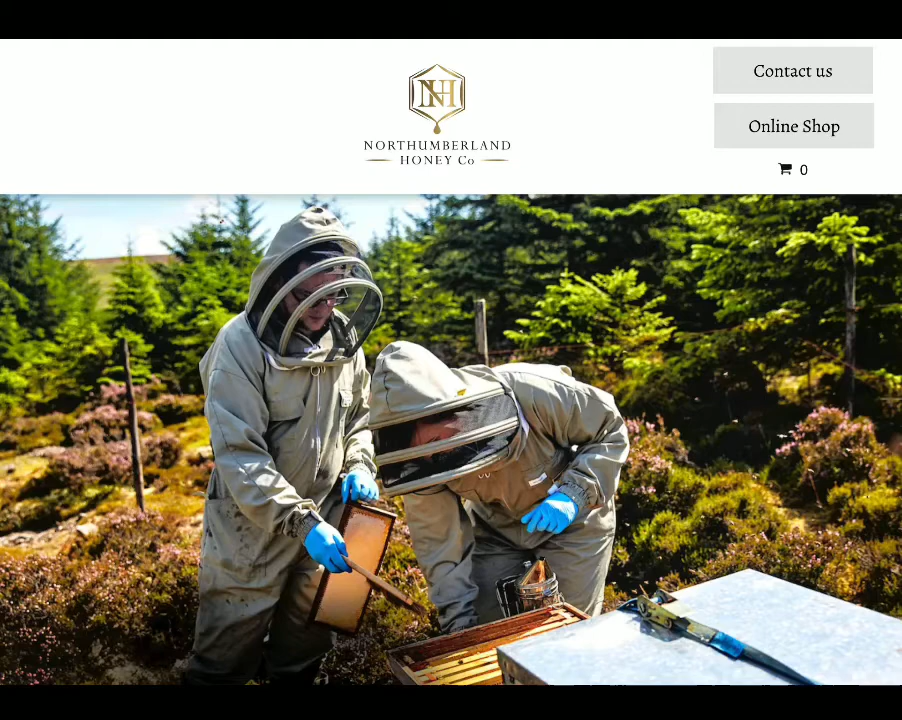 NH
NORTHUMBERLAND
HONEY Co
Contact us
Online Shop
0